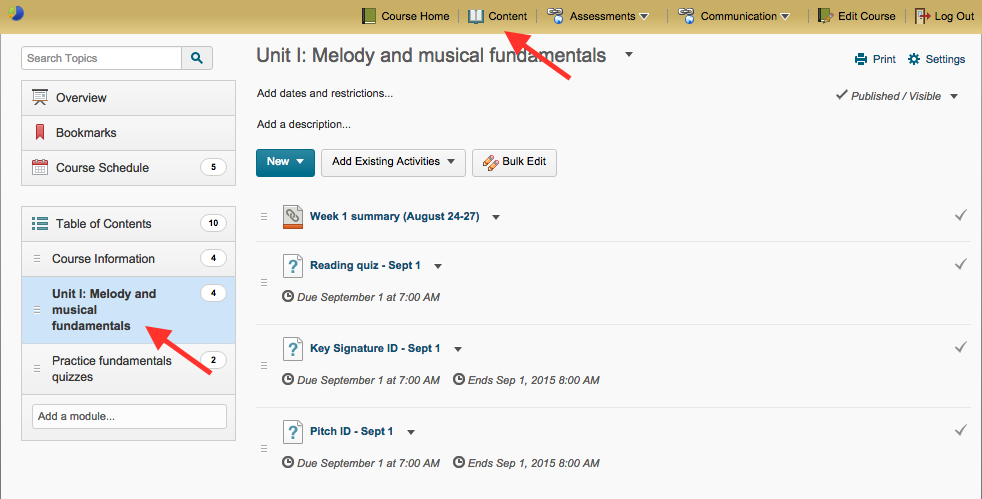 Course Home Content Assessments Communication Edit Course Log Out
Search Topics
Overview
Bookmarks
Course Schedule 5
Table of Contents 10
Course Information 4
Unit I: Melody and 4
musical
fundamentals
Practice fundamentals 2
quizzes
Add a module...
Unit I: Melody and musical fundamentals
Print Settings
Add dates and restrictions...
Published / Visible
Add a description...
New Add Existing Activities Bulk Edit
Week 1 summary (August 24-27)
Reading quiz - Sept 1
Due September 1 at 7:00 AM
Key Signature ID - Sept 1
Due September 1 at 7:00 AM Ends Sep 1, 2015 8:00 AM
Pitch ID - Sept 1
Due September 1 at 7:00 AM Ends Sep 1, 2015 8:00 AM